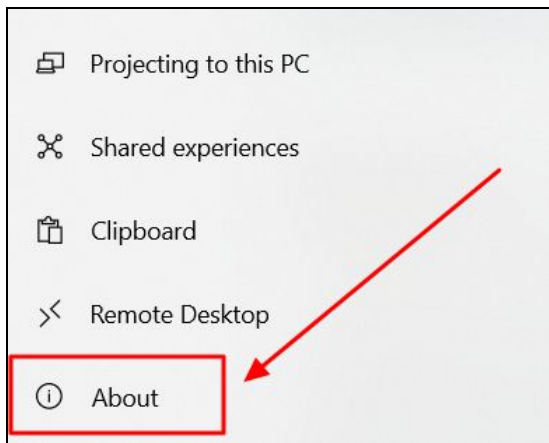 Projecting to this PC
Shared experiences
Clipboard
Remote Desktop
About